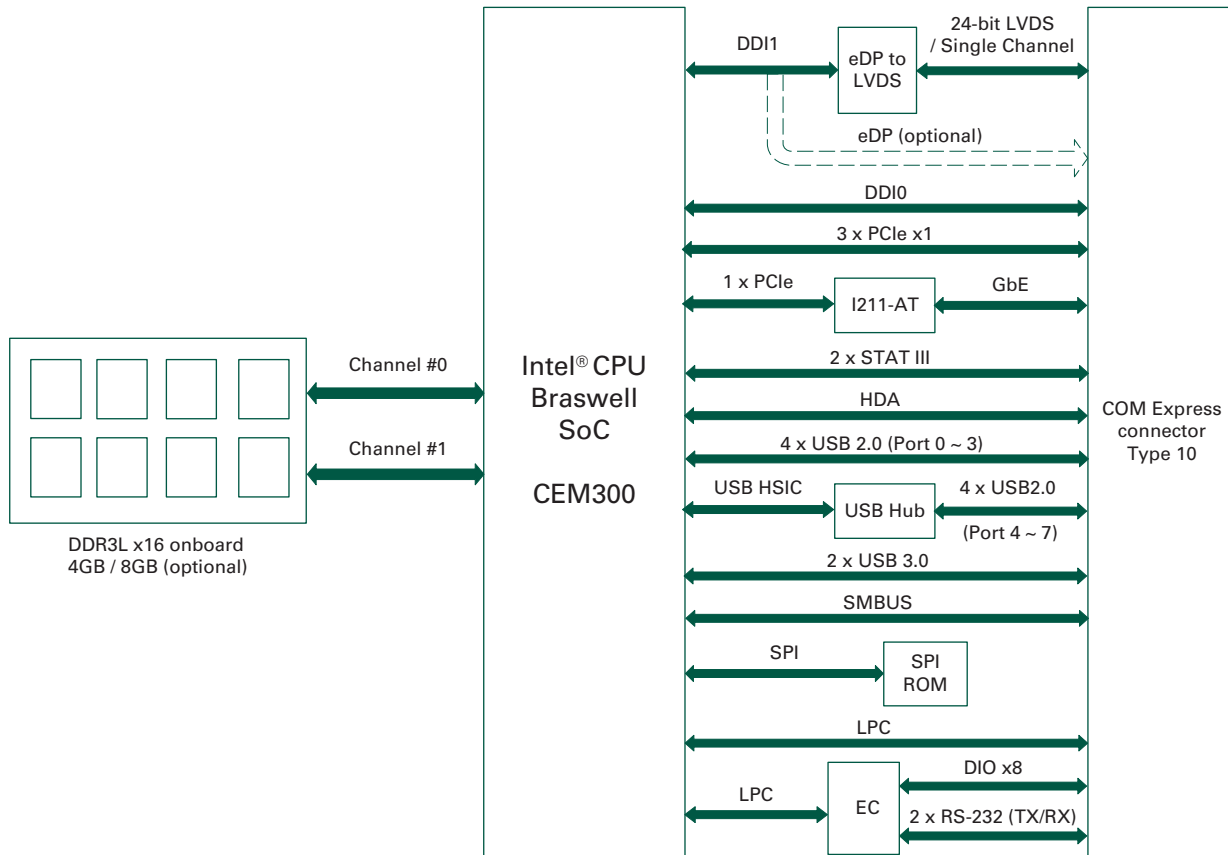 DDI1
eDP to
LVDS
24-bit LVDS
/ Single Channel
eDP (optional)
DDI0
3 x PCIe x1
1 x PCIe
I211-AT
GbE
2 x STAT III
HDA
4 x USB 2.0 (Port 0 ~ 3)
USB HSIC
USB Hub
4 x USB2.0
(Port 4 ~ 7)
2 x USB 3.0
SMBUS
SPI
SPI
ROM
LPC
LPC
EC
DIO x8
2 x RS-232 (TX/RX)
Channel #0
Channel #1
DDR3L x16 onboard
4GB / 8GB (optional)
Intel® CPU
Braswell
SoC
CEM300
COM Express
connector
Type 10